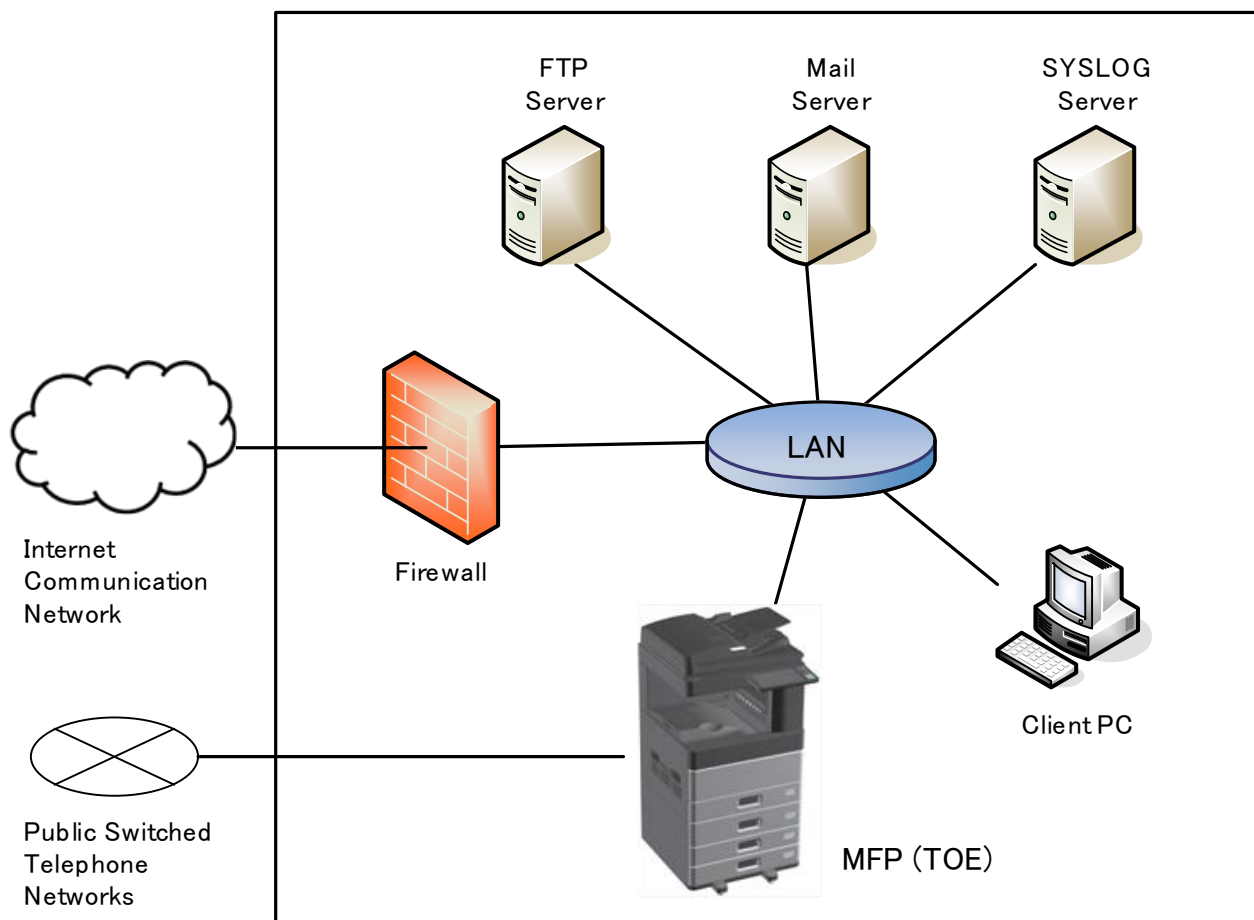 FTP
Server
Mail
Server
SYSLOG
Server
LAN
Internet
Communication
Network
Firewall
Client PC
Public Switched
Telephone
Networks
MFP (TOE)